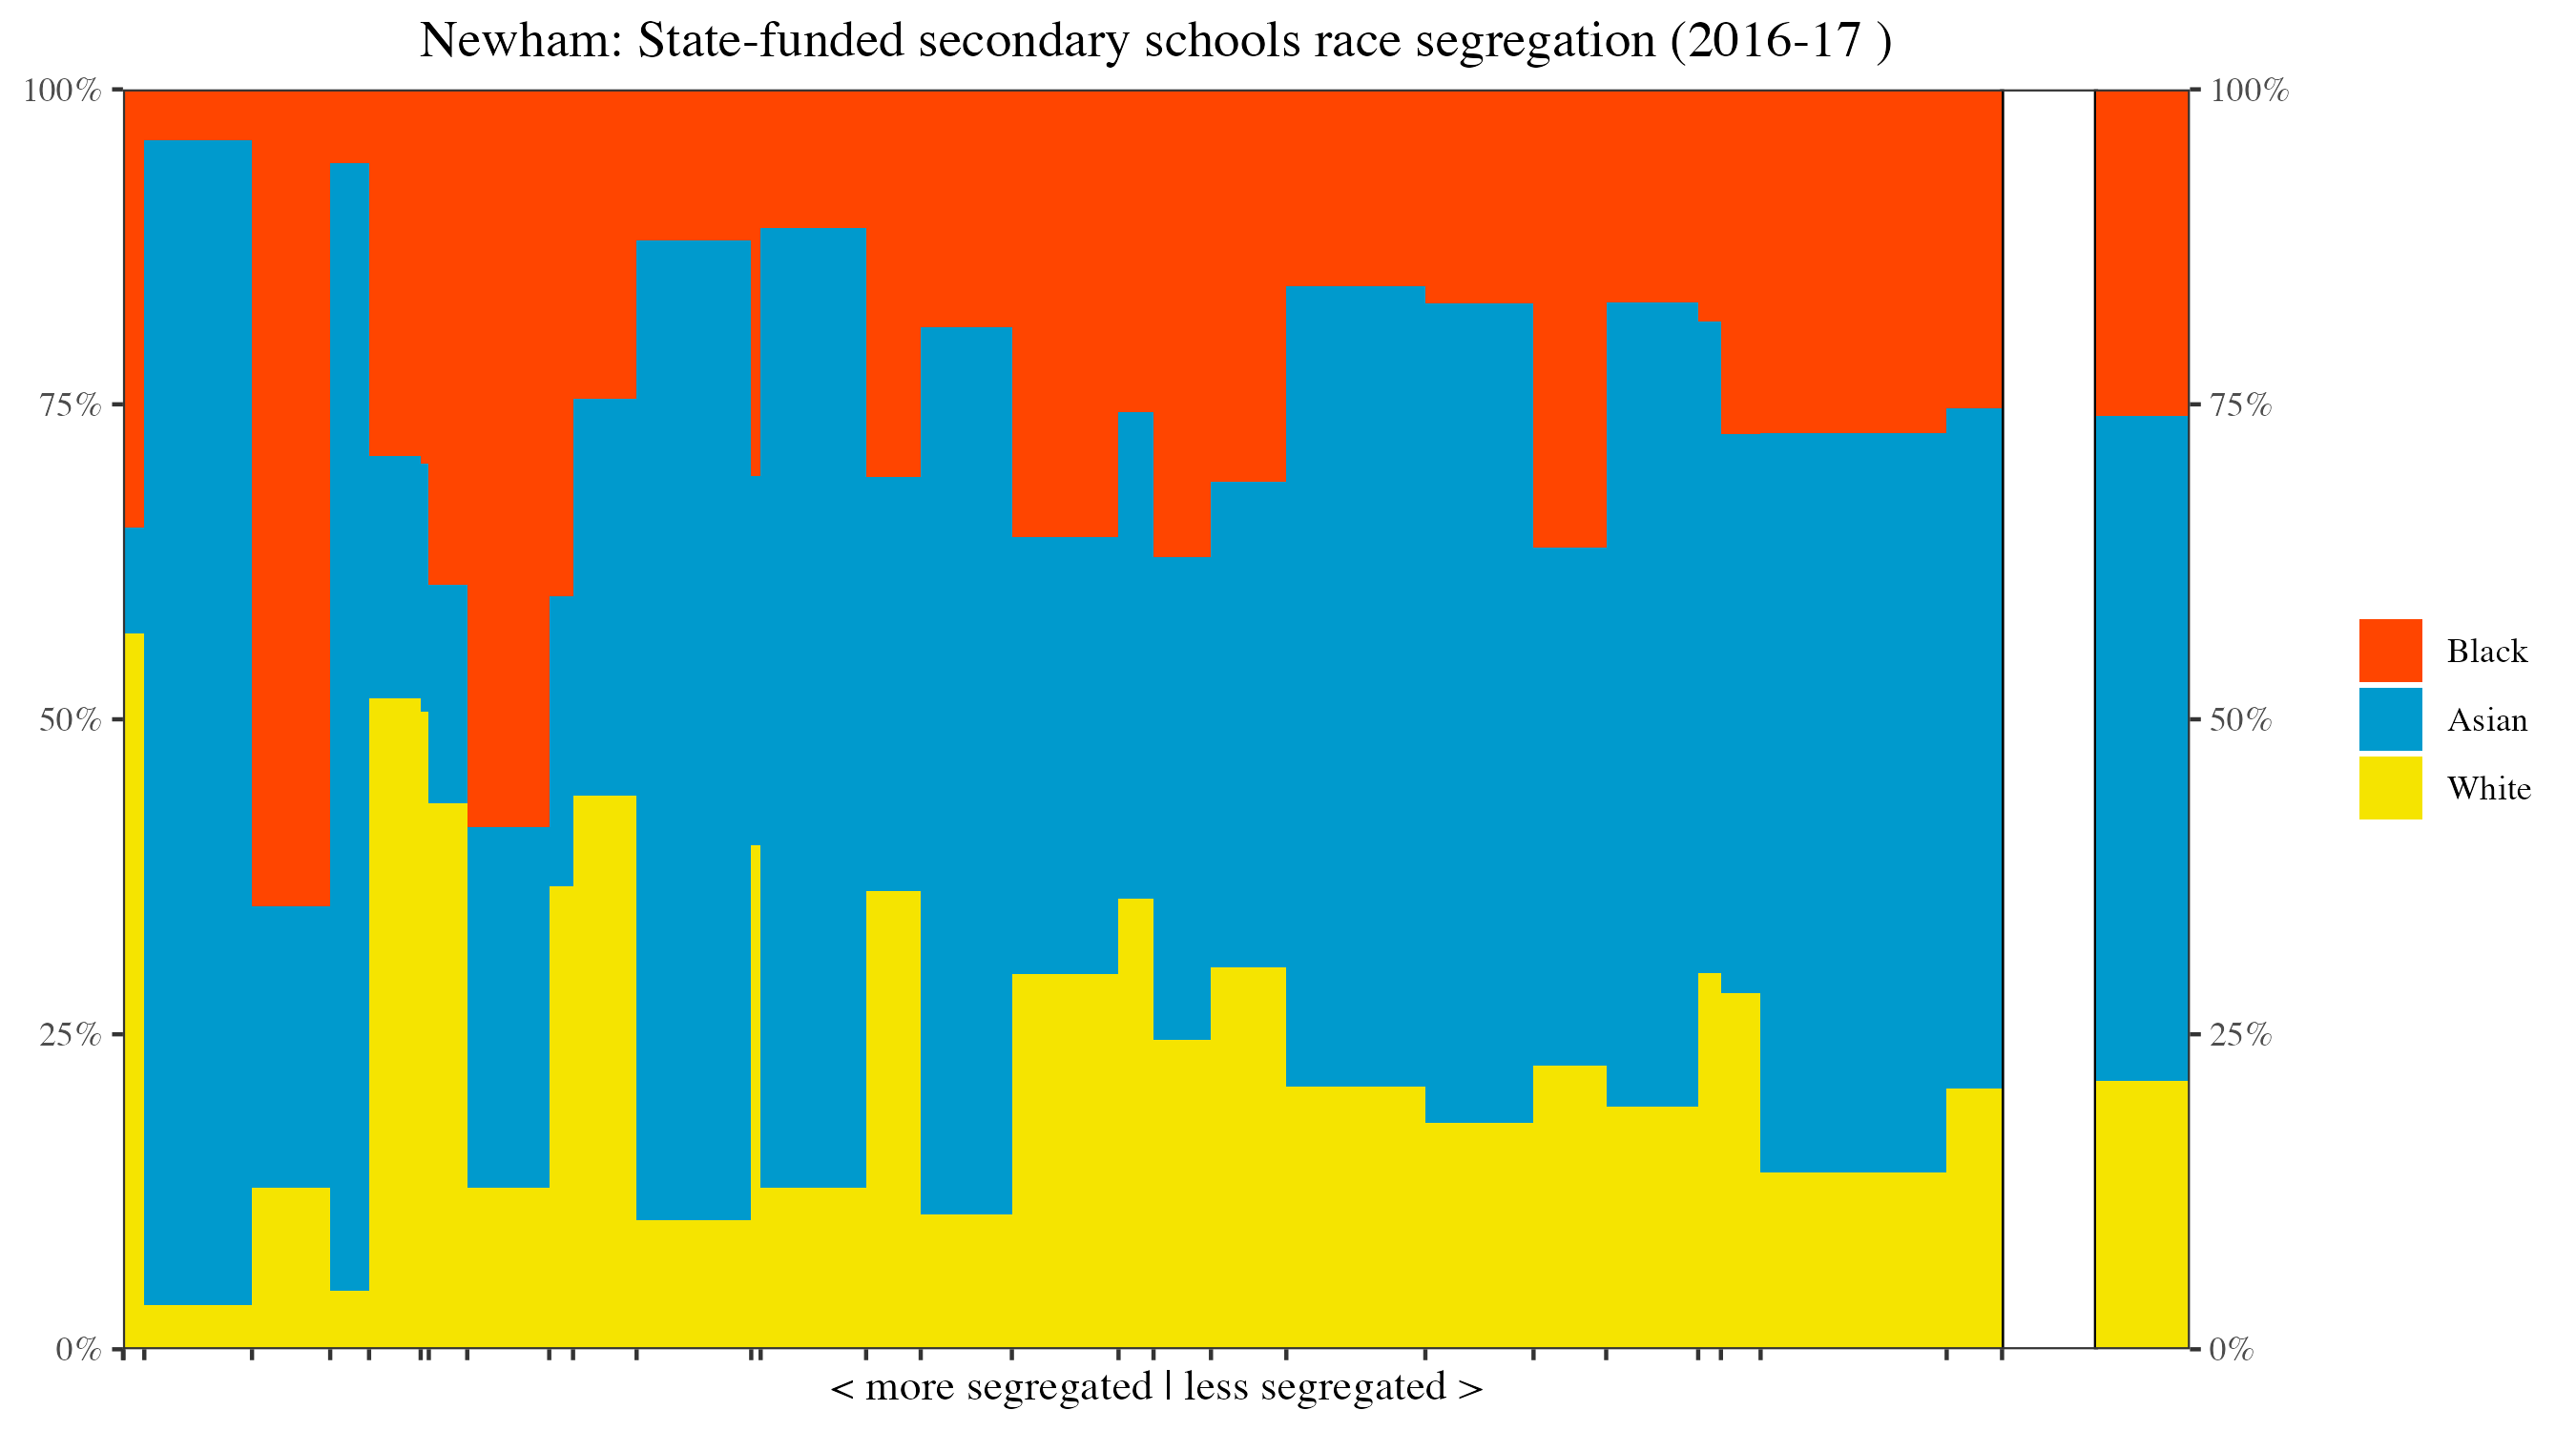 Newham: State-funded secondary schools race segregation (2016-17 )
100%
75%
50%
25%
0%
100%
75%
50%
25%
0%
< more segregated | less segregated >
Black
Asian
White